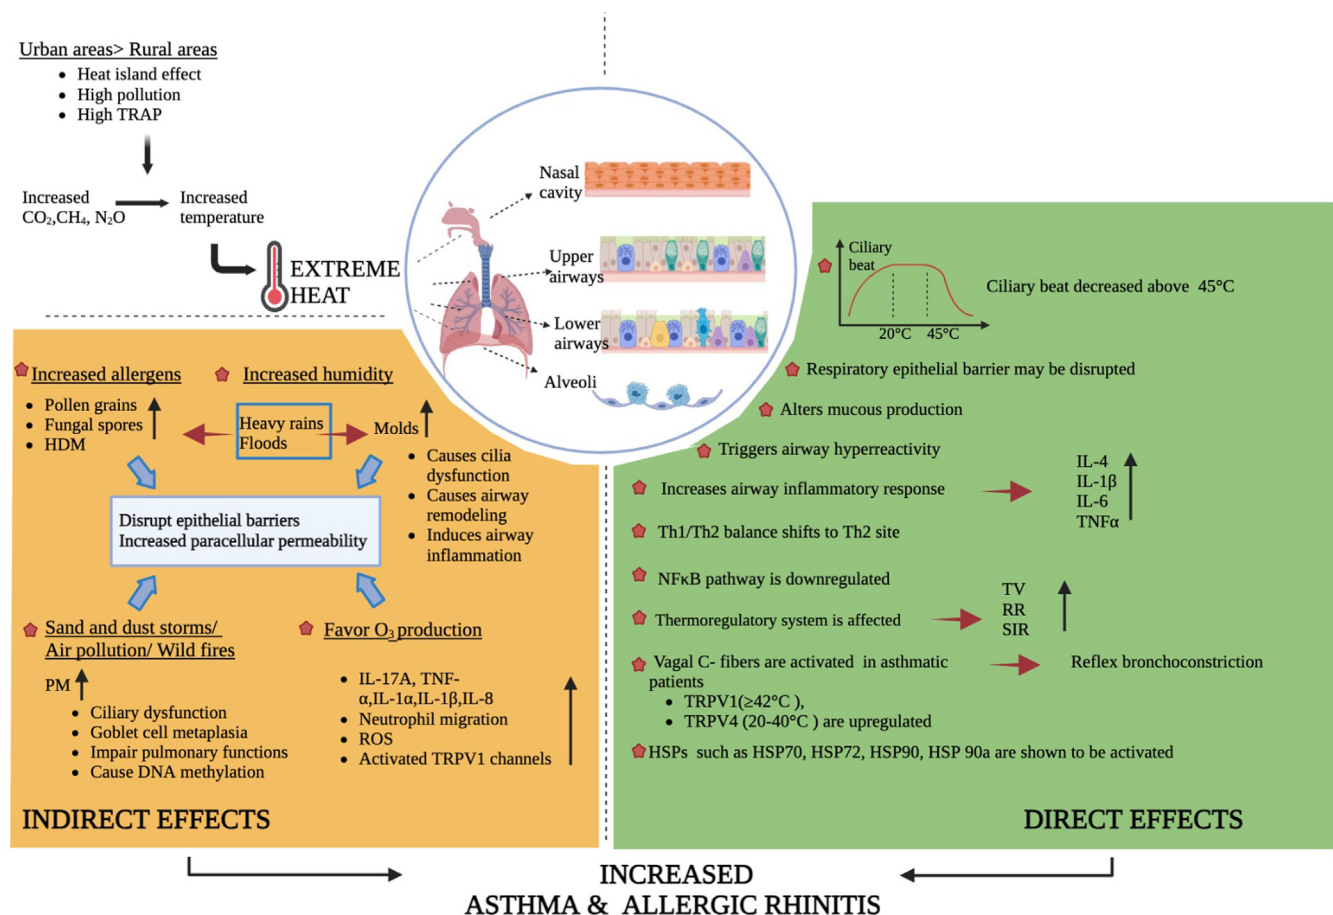 Urban areas> Rural areas
• Heat island effect
• High pollution
• High TRAP
Increased
CO₂,CH₄, N₂O
Increased
temperature
EXTREME
HEAT
Nasal
cavity
Upper
airways
Lower
airways
Alveoli
Increased allergens
• Pollen grains
• Fungal spores
• HDM
Increased humidity
Heavy rains
Floods
Molds
• Causes cilia
dysfunction
• Causes airway
remodeling
• Induces airway
inflammation
Disrupt epithelial barriers
Increased paracellular permeability
Sand and dust storms/
Air pollution/ Wild fires
PM
• Ciliary dysfunction
• Goblet cell metaplasia
• Impair pulmonary functions
• Cause DNA methylation
Favor O₃ production
• IL-17A, TNF-
α,IL-1α,IL-1β,IL-8
• Neutrophil migration
• ROS
• Activated TRPV1 channels
INDIRECT EFFECTS
Ciliary
beat
20°C 45°C
Ciliary beat decreased above 45°C
Respiratory epithelial barrier may be disrupted
Alters mucous production
Triggers airway hyperreactivity
Increases airway inflammatory response
IL-4
IL-1β
IL-6
TNFα
Th1/Th2 balance shifts to Th2 site
NFκB pathway is downregulated
Thermoregulatory system is affected
TV
RR
SIR
Vagal C- fibers are activated in asthmatic
patients
Reflex bronchoconstriction
• TRPV1(≥42°C ),
• TRPV4 (20-40°C ) are upregulated
HSPs such as HSP70, HSP72, HSP90, HSP 90a are shown to be activated
DIRECT EFFECTS
INCREASED
ASTHMA & ALLERGIC RHINITIS